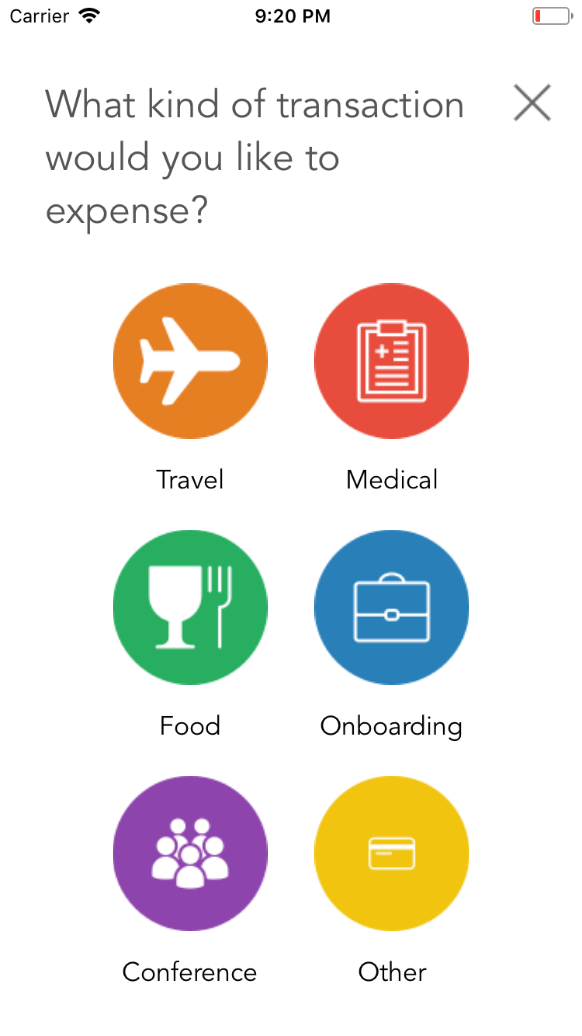 Carrier 9:20 PM
What kind of transaction
would you like to
expense?
Travel
Medical
Food
Onboarding
Conference
Other